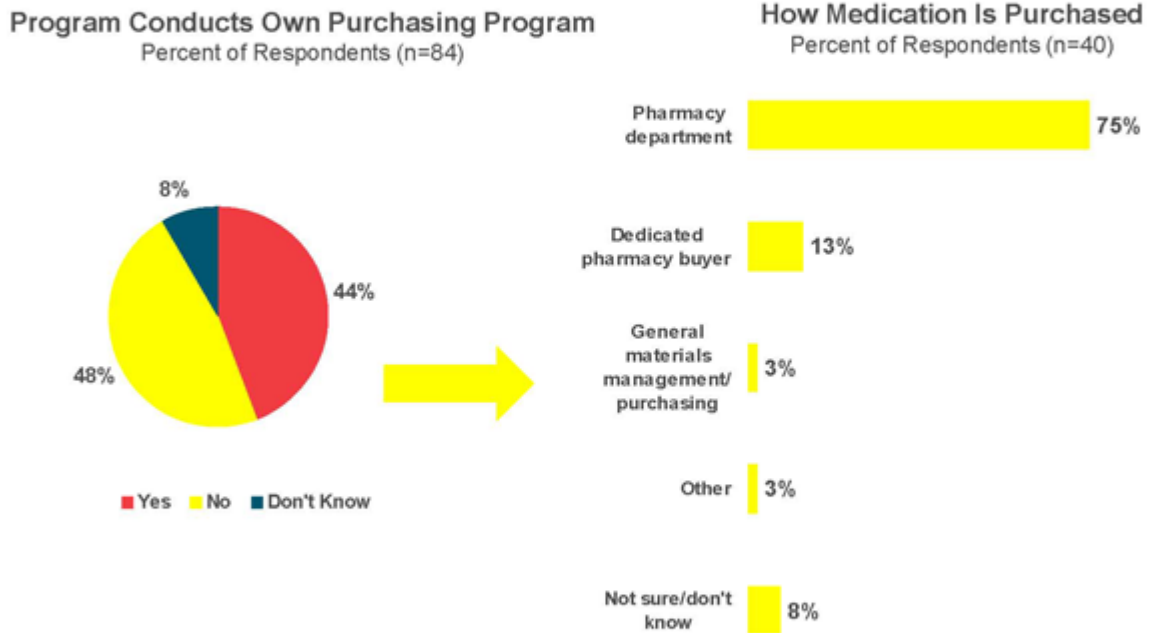 Program Conducts Own Purchasing Program
Percent of Respondents (n=84)
8%
44%
48%
Yes No Don't Know
How Medication Is Purchased
Percent of Respondents (n=40)
Pharmacy
department
75%
Dedicated
pharmacy buyer
13%
General
materials
management/
purchasing
3%
Other
3%
Not sure/don't
know
8%